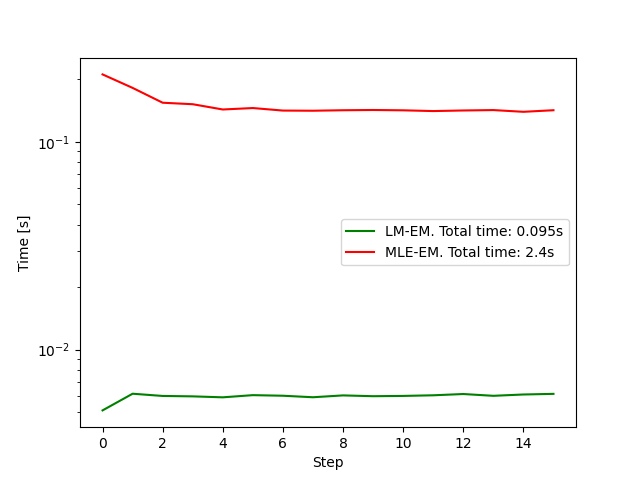 10⁻¹
10⁻²
Time [s]
LM-EM. Total time: 0.095s
MLE-EM. Total time: 2.4s
0 2 4 6 8 10 12 14
Step